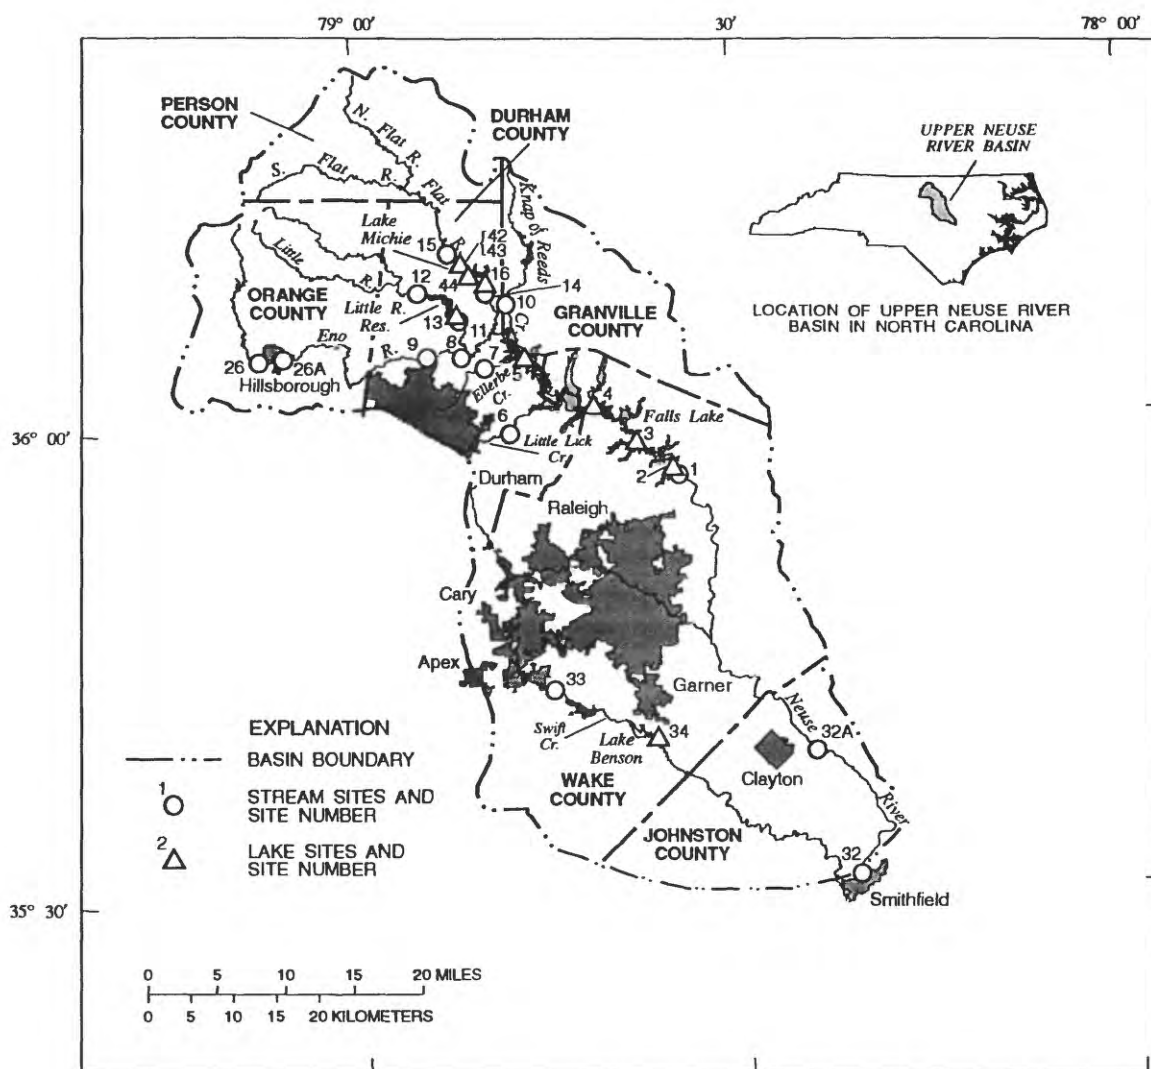 79° 00′
30′
78° 00′
PERSON
COUNTY
DURHAM
COUNTY
N. Flat R.
S. Flat R.
Flat
R.
Knap of Reeds
Cr.
UPPER NEUSE
RIVER BASIN
LOCATION OF UPPER NEUSE RIVER
BASIN IN NORTH CAROLINA
Lake
Michie
15
42
43
44
16
14
10
12
Little
R.
Little R.
Res.
13
11
ORANGE
COUNTY
GRANVILLE
COUNTY
Eno
R.
9
8
7
5
26
26A
Hillsborough
Ellerbe
Cr.
4
6
Falls Lake
3
Little Lick
Cr.
2
1
36° 00′
Durham
Raleigh
Cary
Apex
33
Garner
Swift
Cr.
Lake
Benson
34
Neuse
River
32A
Clayton
WAKE
COUNTY
JOHNSTON
COUNTY
32
Smithfield
35° 30′
EXPLANATION
BASIN BOUNDARY
1
STREAM SITES AND
SITE NUMBER
2
LAKE SITES AND
SITE NUMBER
0 5 10 15 20 MILES
0 5 10 15 20 KILOMETERS